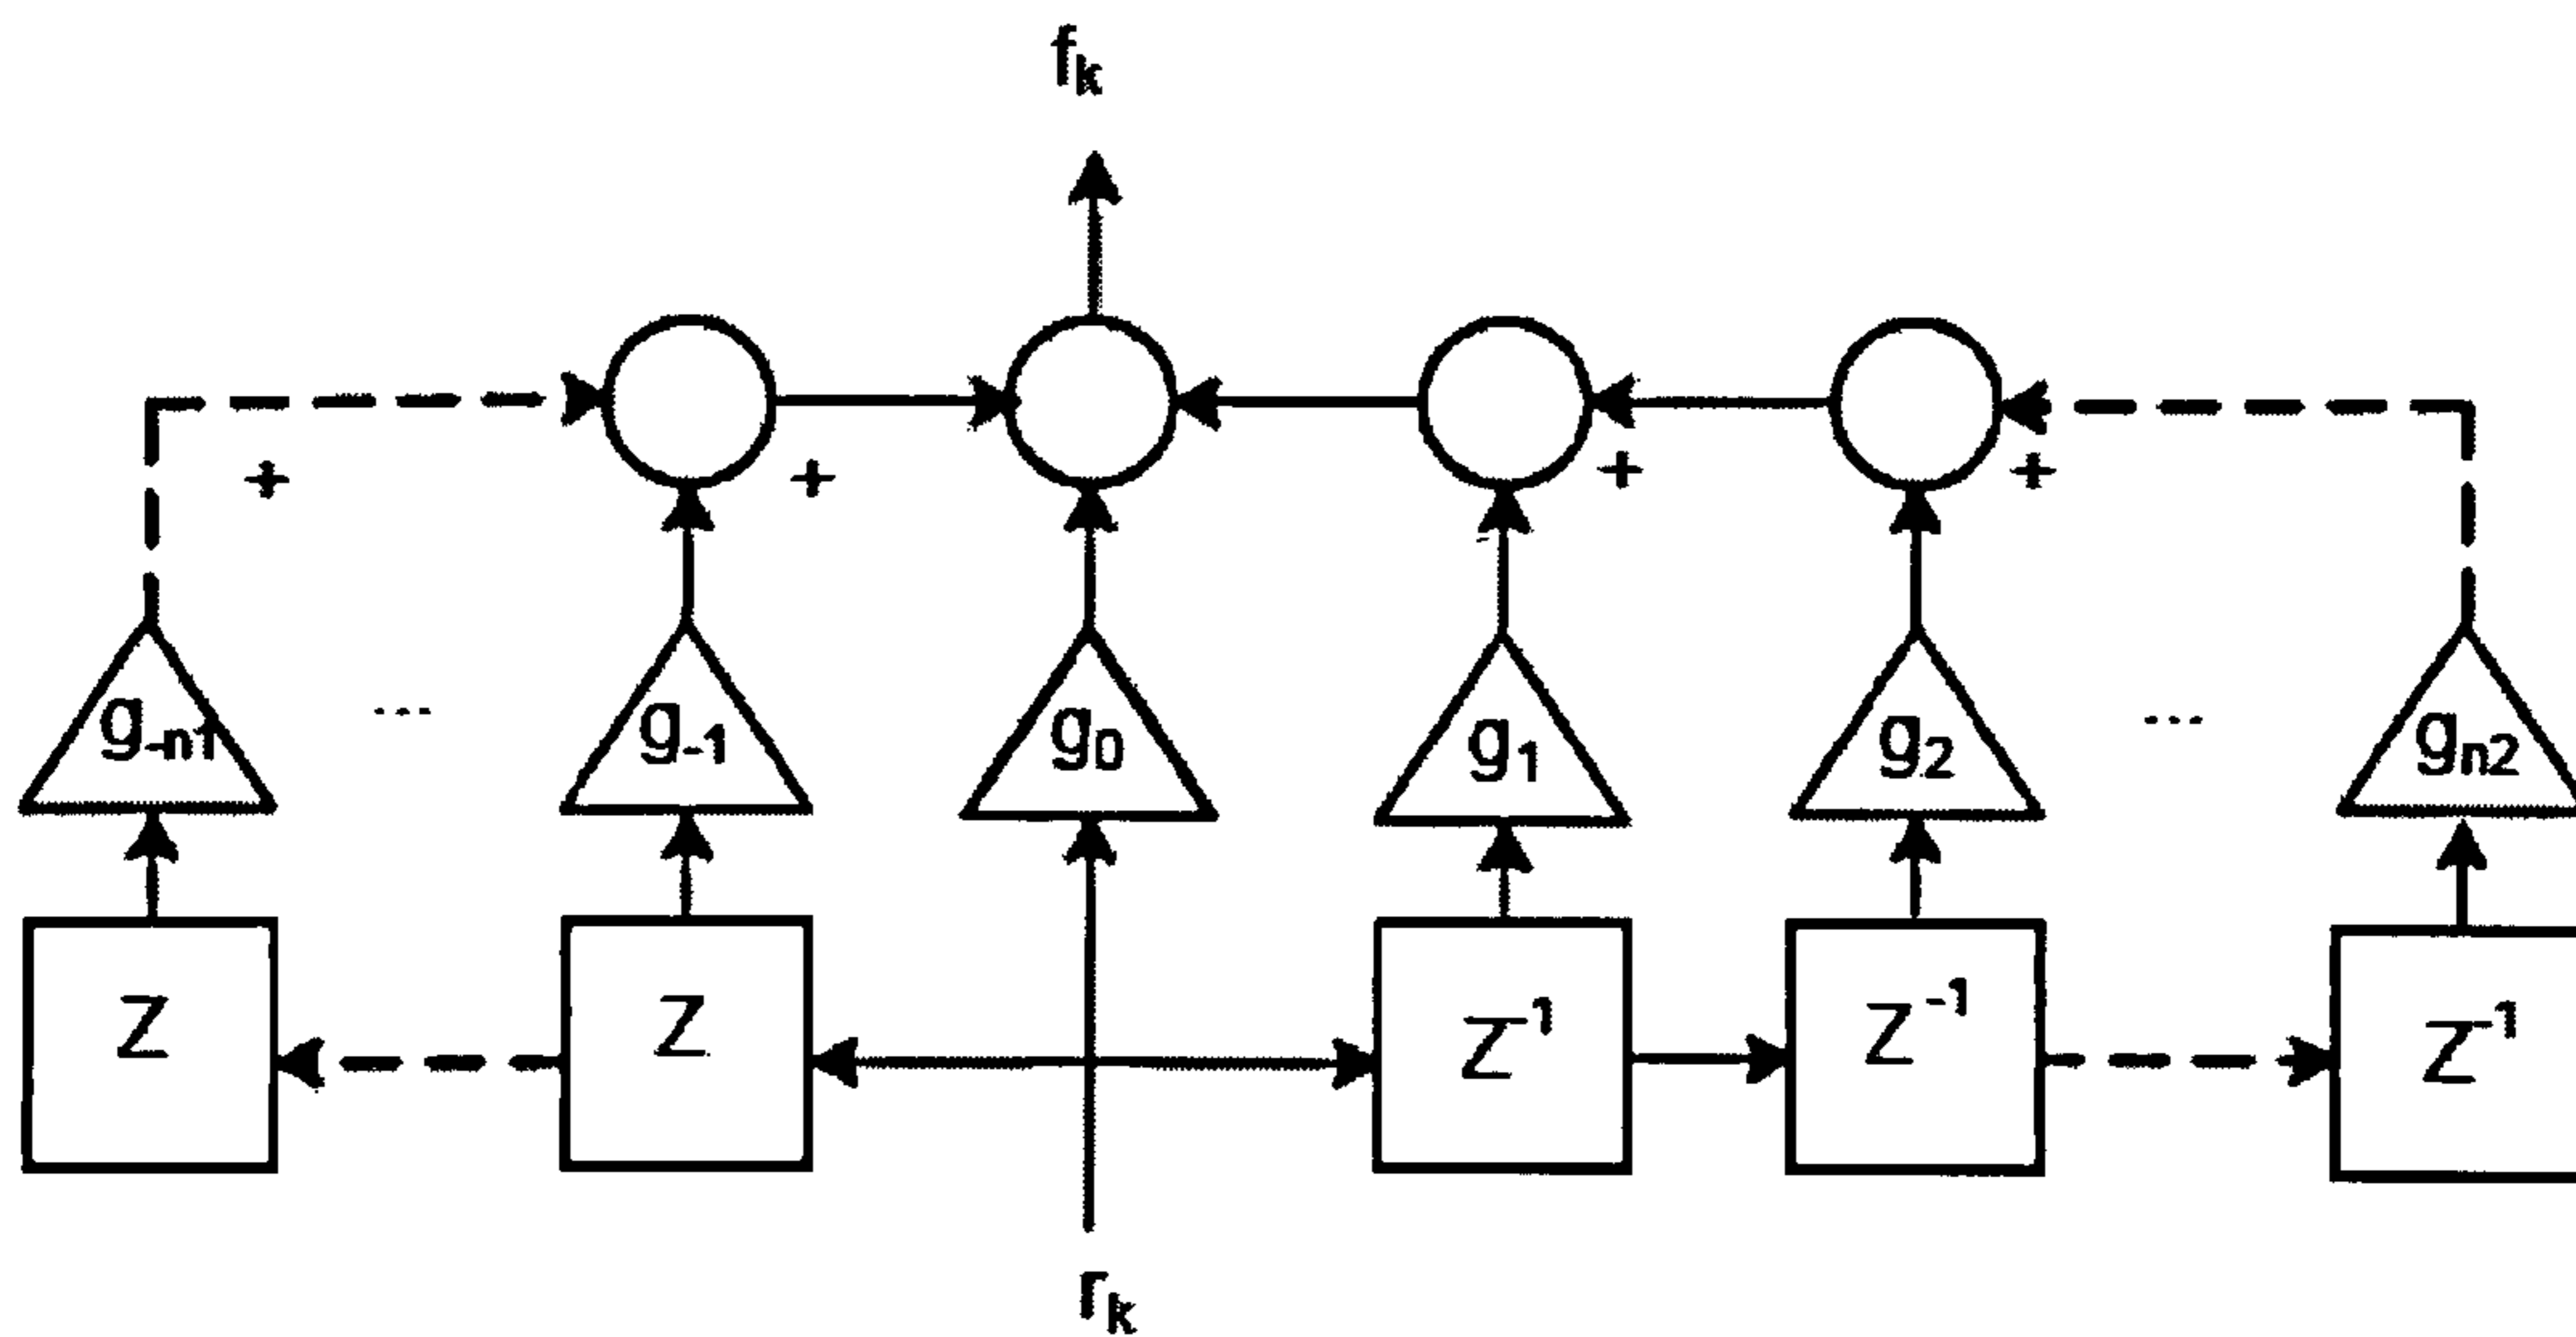 fk
+ + + +
g-n1 ... g-1 g0 g1 g2 ... gn2
Z Z Z-1 Z-1 Z-1
rk